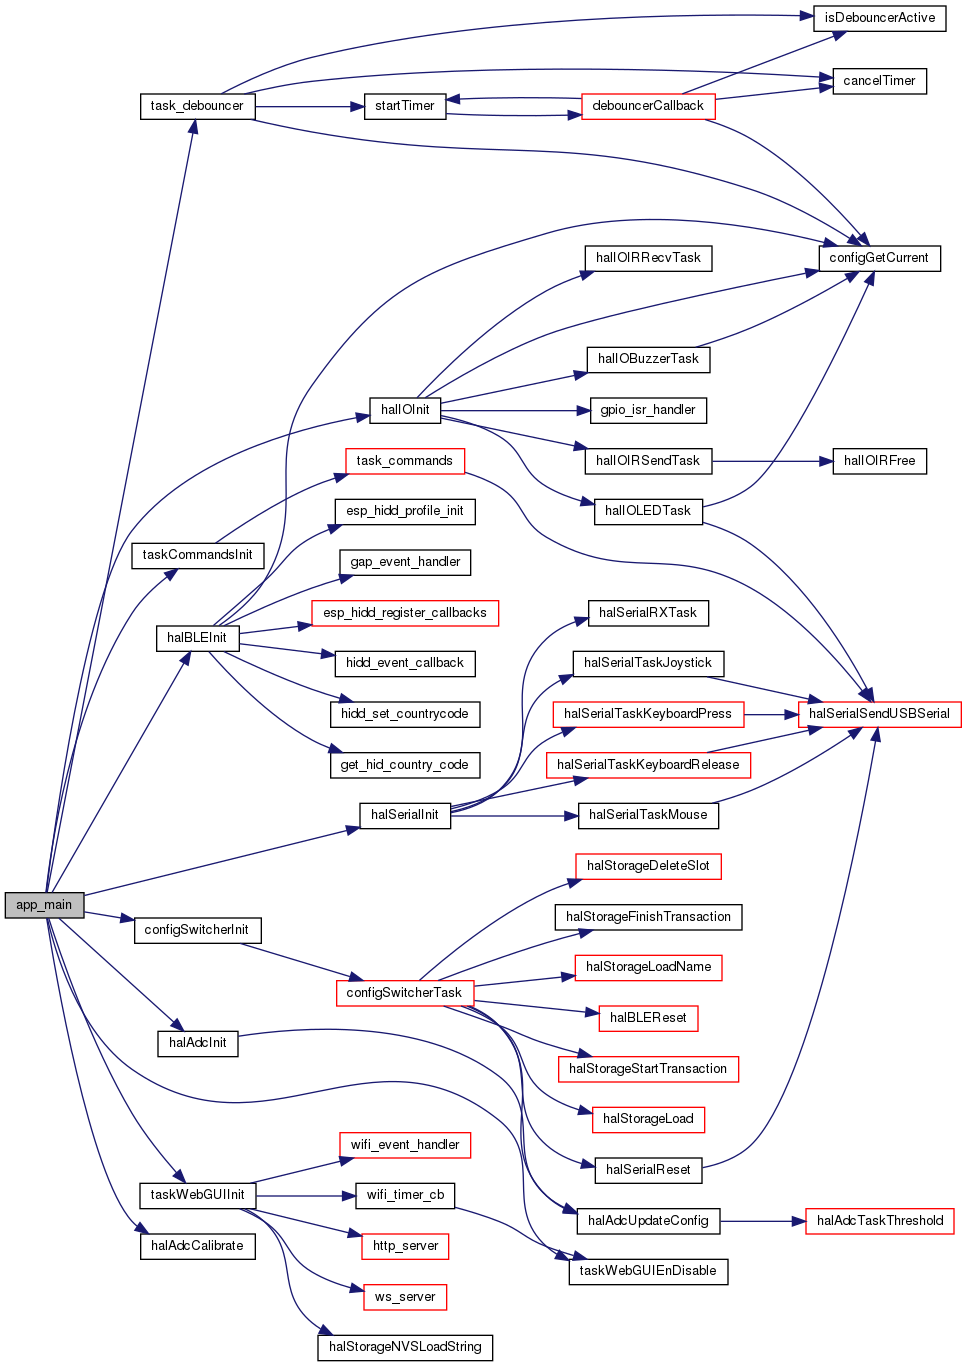 isDebouncerActive
cancelTimer
task_debouncer
startTimer
debouncerCallback
halIOIRRecvTask
configGetCurrent
halIOBuzzerTask
halIOInit
gpio_isr_handler
task_commands
halIOIRSendTask
halIOIRFree
esp_hidd_profile_init
halIOLEDTask
taskCommandsInit
gap_event_handler
esp_hidd_register_callbacks
halSerialRXTask
halBLEInit
hidd_event_callback
halSerialTaskJoystick
hidd_set_countrycode
halSerialTaskKeyboardPress
halSerialSendUSBSerial
get_hid_country_code
halSerialTaskKeyboardRelease
halSerialInit
halSerialTaskMouse
halStorageDeleteSlot
app_main
halStorageFinishTransaction
configSwitcherInit
halStorageLoadName
configSwitcherTask
halBLEReset
halAdcInit
halStorageStartTransaction
halStorageLoad
wifi_event_handler
halSerialReset
taskWebGUIInit
wifi_timer_cb
halAdcUpdateConfig
halAdcTaskThreshold
halAdcCalibrate
http_server
taskWebGUIEnDisable
ws_server
halStorageNVSLoadString